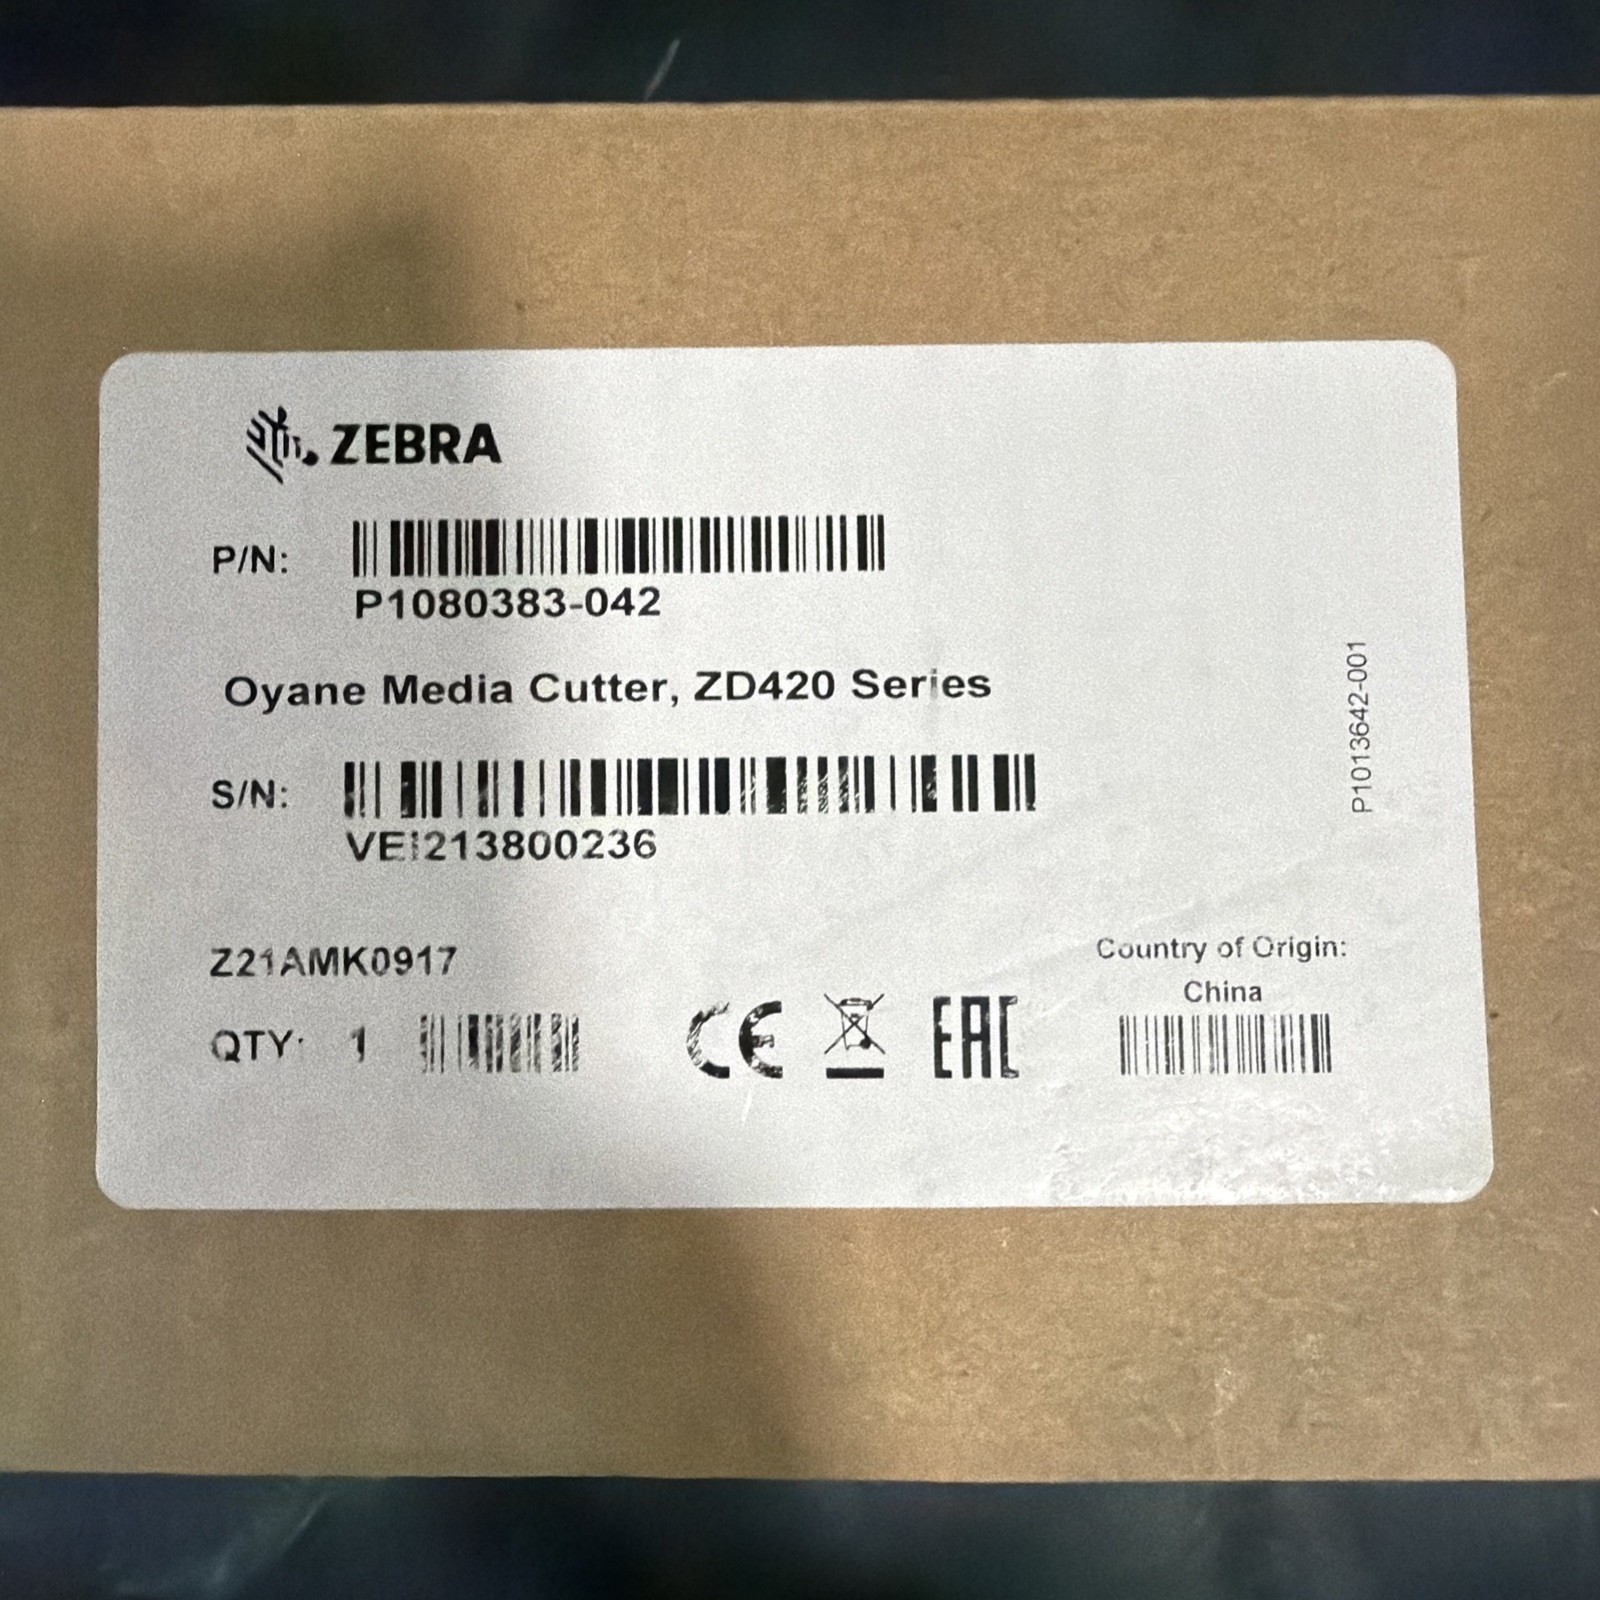 ZEBRA
P/N:
P1080383-042
Oyane Media Cutter, ZD420 Series
S/N:
P1013642-001
Z21AMK0917
Country of Origin:
China
QTY: 1
CE
EAC